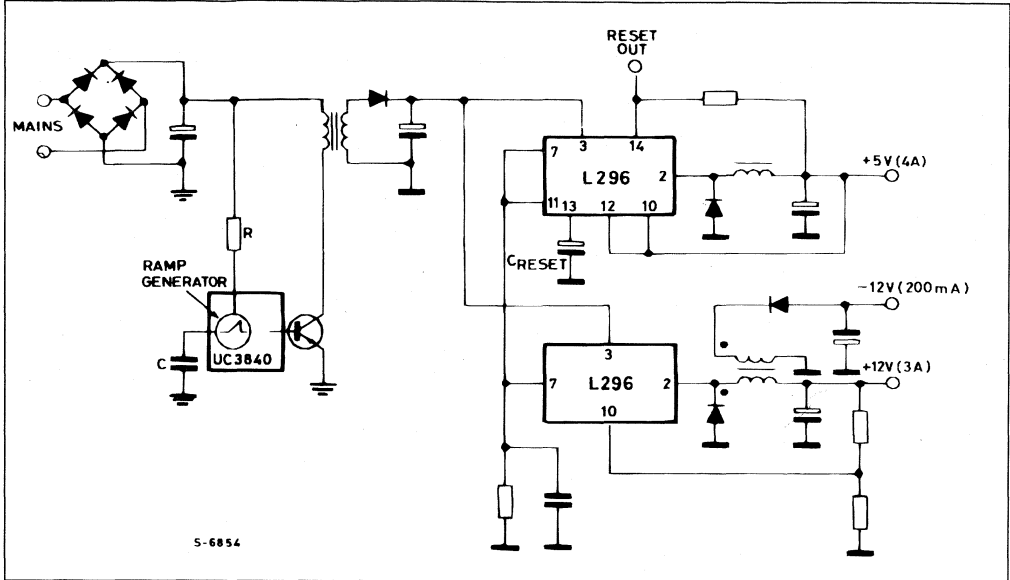 RESET
OUT
MAINS
7
3
14
L296
2
+5V(4A)
11
13
12
10
CRESET
R
RAMP
GENERATOR
UC3840
C
-12V(200mA)
3
7
L296
2
+12V(3A)
10
S-6854